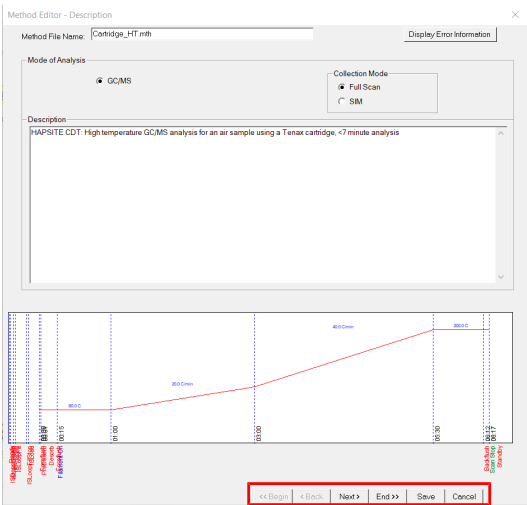 Method Editor - Description
Method File Name: Cartridge_HT.mth
Display Error Information
Mode of Analysis
GC/MS
Collection Mode
Full Scan
SIM
Description
HAPSITE CDT: High temperature GC/MS analysis for an air sample using a Tenax cartridge, <7 minute analysis
40.0 C/min
200.0 C
20.0 C/min
60.0 C
00:15
01:00
03:00
05:30
06:12
06:17
Desorb
Filament On
Backflush
Scan Stop
Standby
<< Begin
< Back
Next >
End >>
Save
Cancel